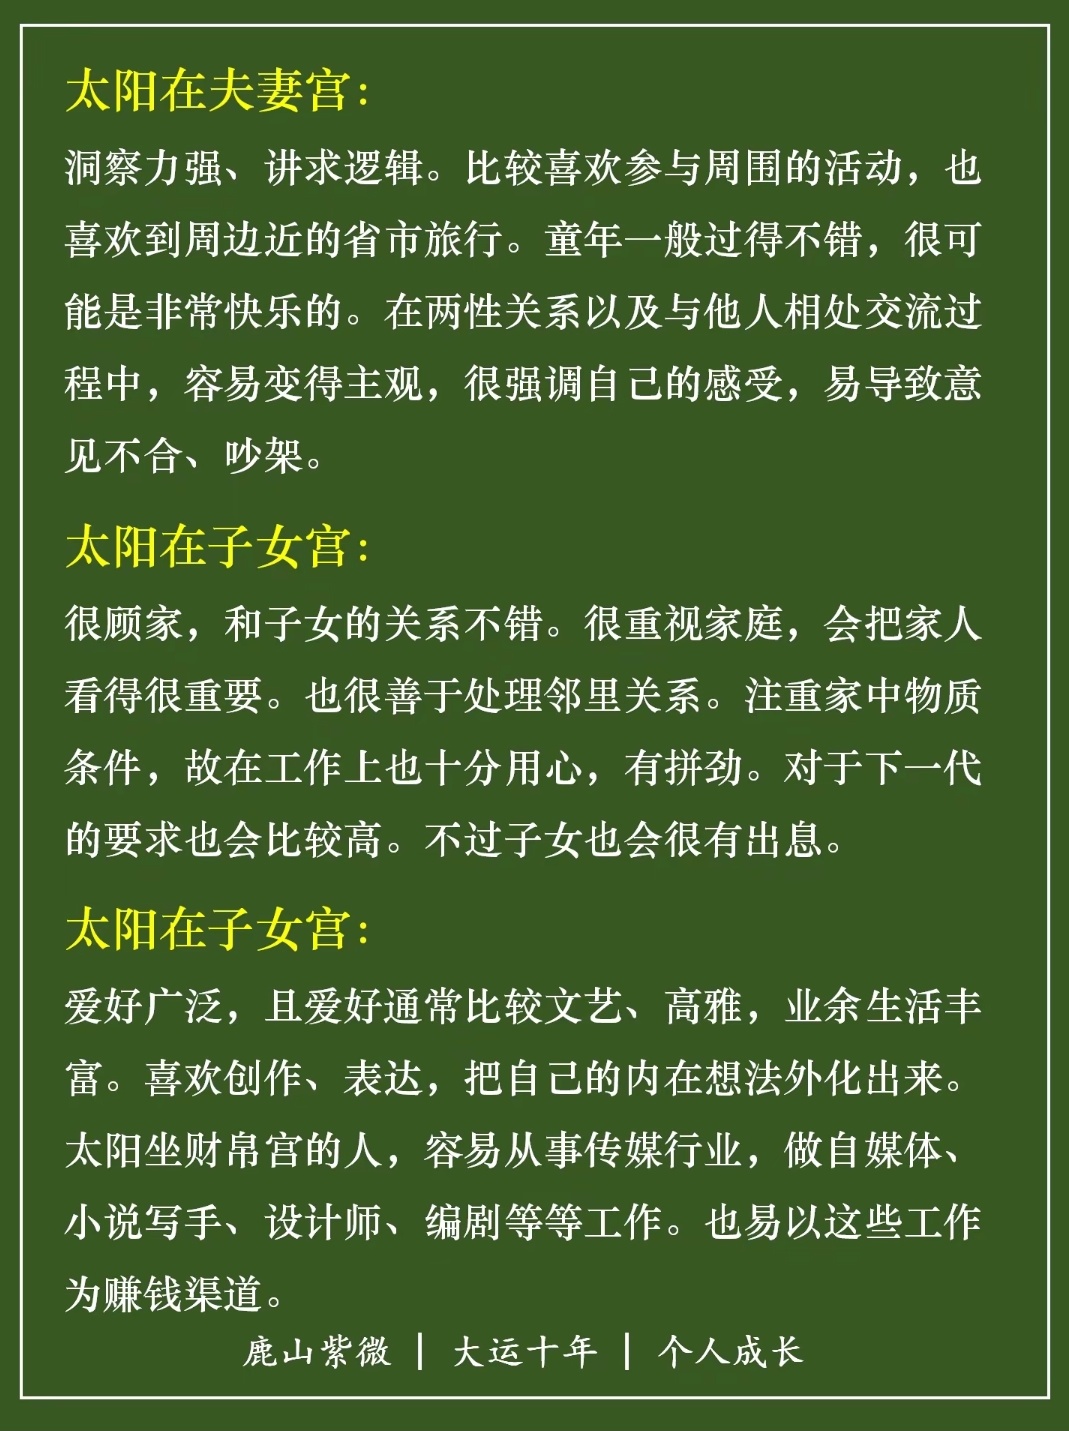 太阳在夫妻宫：
洞察力强、讲求逻辑。比较喜欢参与周围的活动，也
喜欢到周边近的省市旅行。童年一般过得不错，很可
能是非常快乐的。在两性关系以及与他人相处交流过
程中，容易变得主观，很强调自己的感受，易导致意
见不合、吵架。
太阳在子女宫：
很顾家，和子女的关系不错。很重视家庭，会把家人
看得很重要。也很善于处理邻里关系。注重家中物质
条件，故在工作上也十分用心，有拼劲。对于下一代
的要求也会比较高。不过子女也会很有出息。
太阳在子女宫：
爱好广泛，且爱好通常比较文艺、高雅，业余生活丰
富。喜欢创作、表达，把自己的内在想法外化出来。
太阳坐财帛宫的人，容易从事传媒行业，做自媒体、
小说写手、设计师、编剧等等工作。也易以这些工作
为赚钱渠道。
鹿山紫微 | 大运十年 | 个人成长